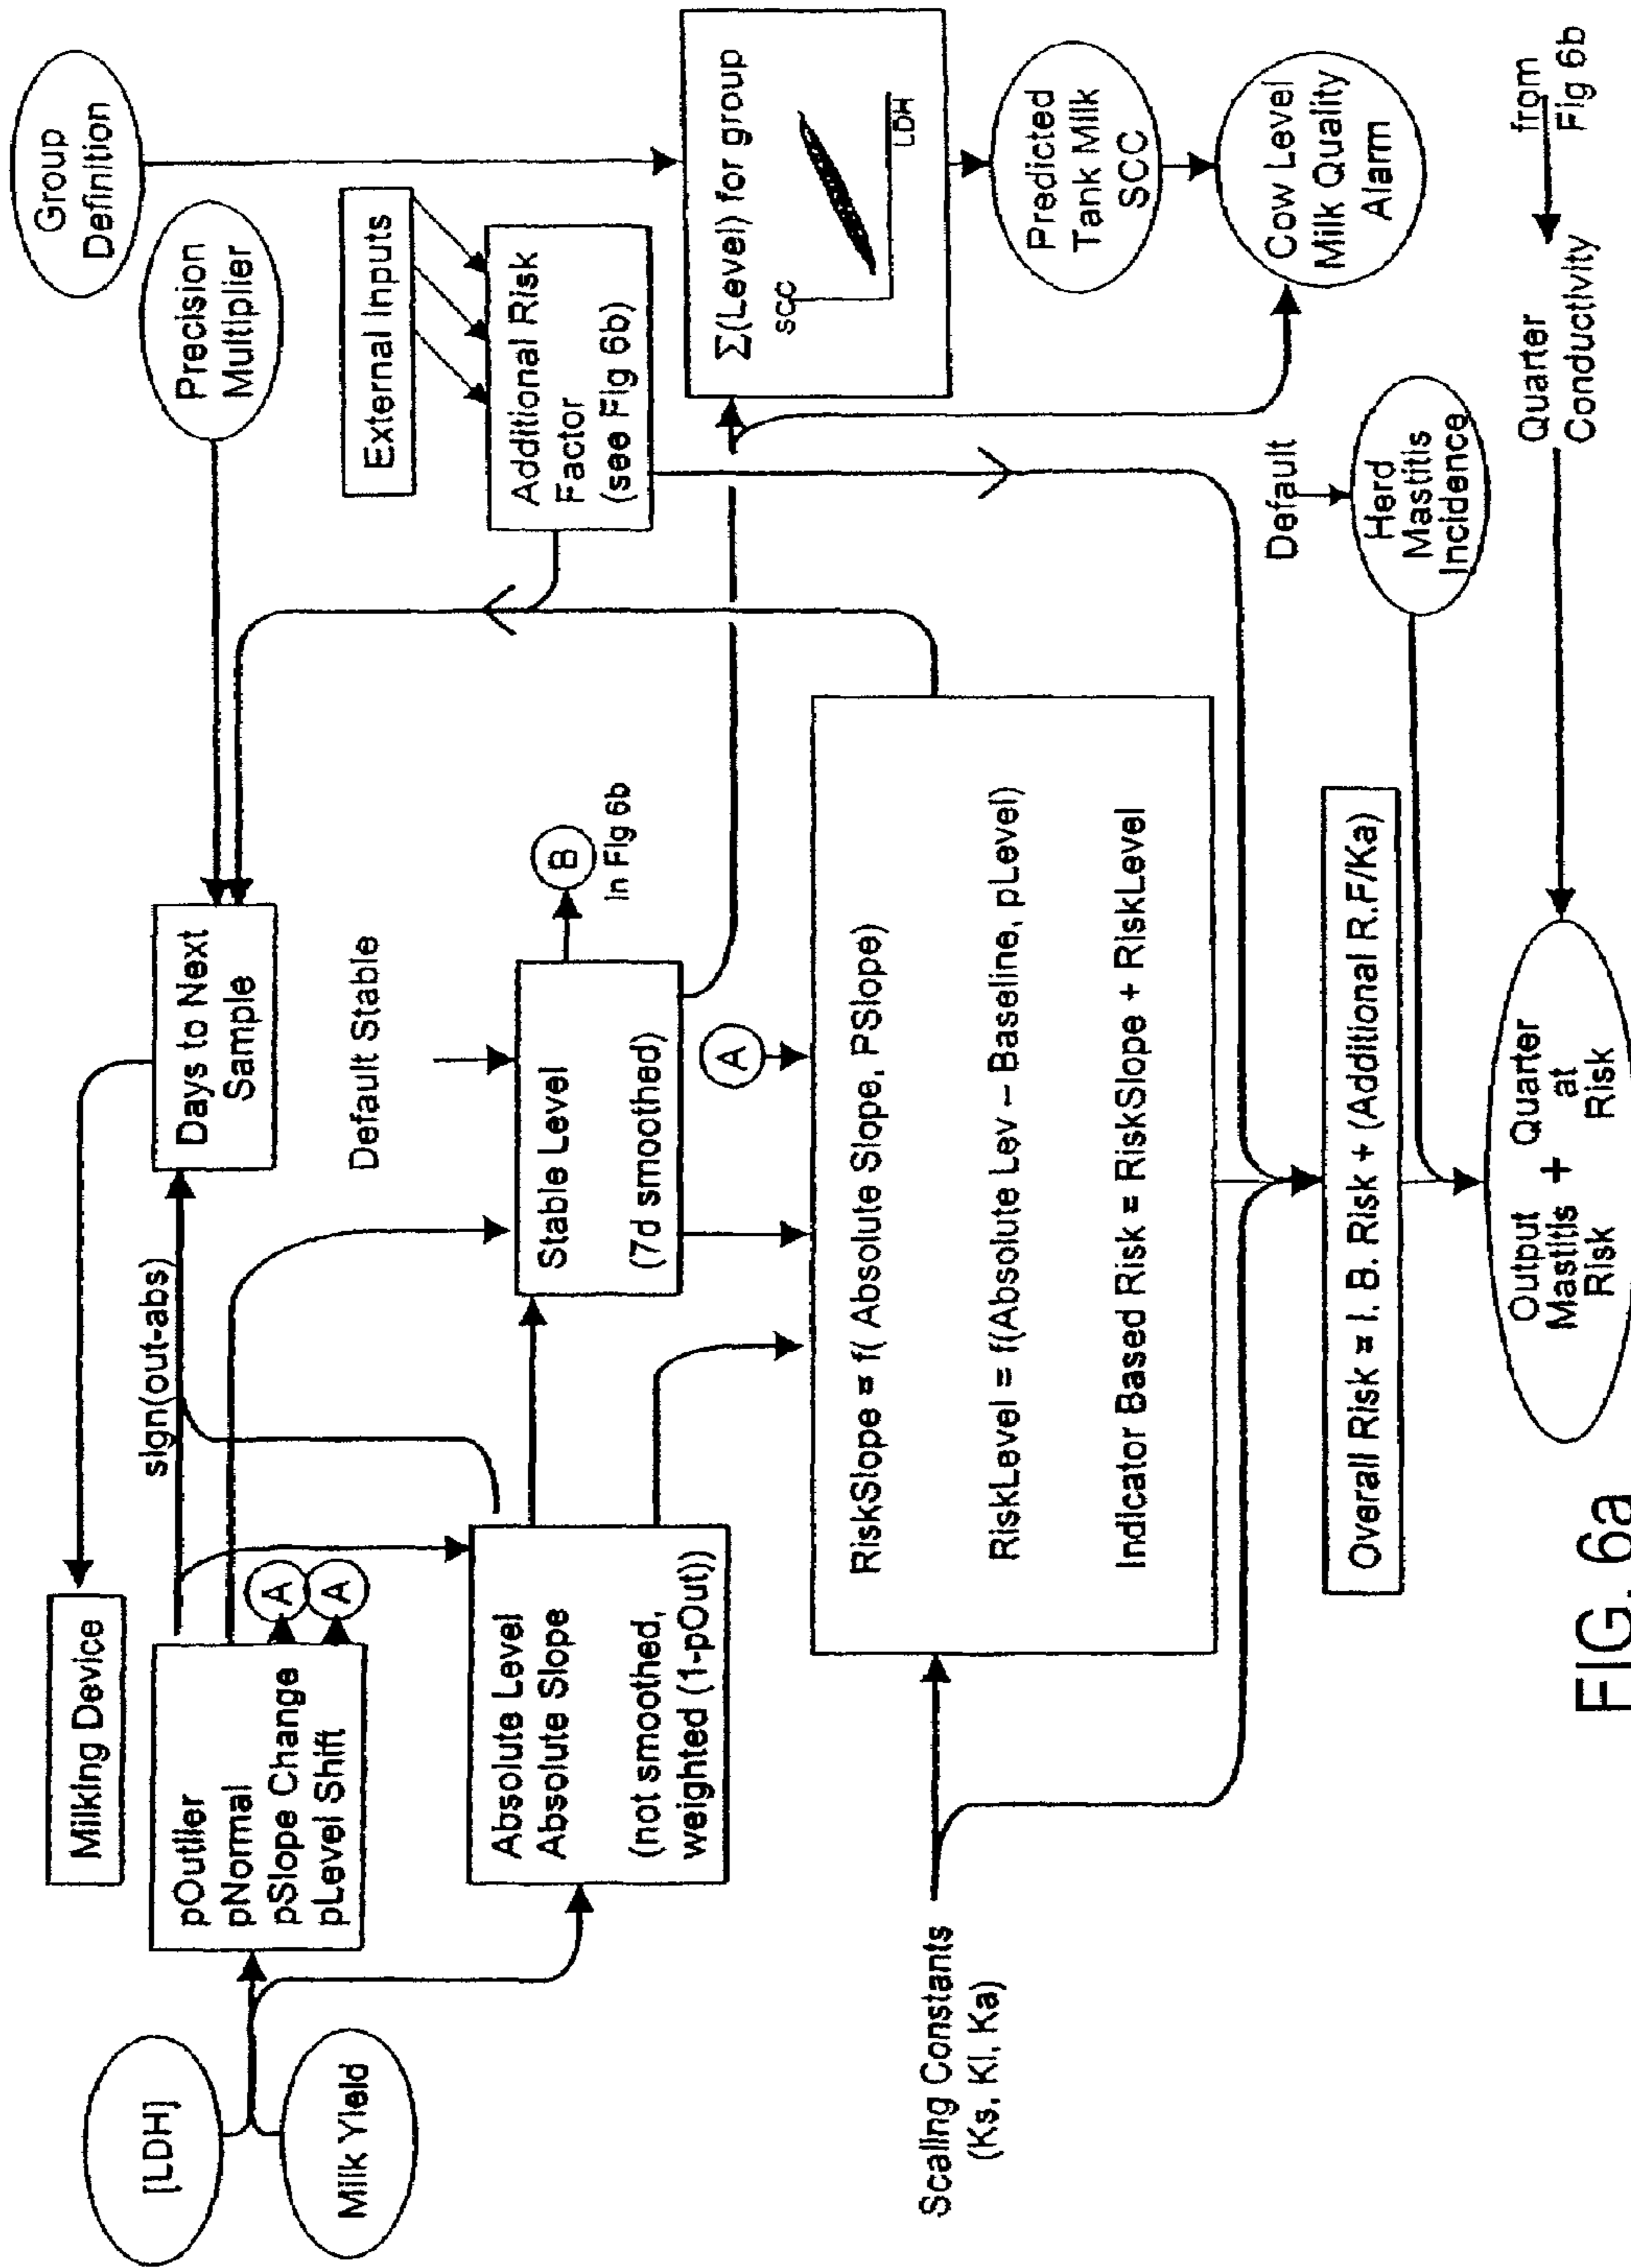 [LDH]
Milk Yield
Milking Device
pOutlier
pNormal
pSlope Change
pLevel Shift
A
A
sign(out-abs)
Days to Next
Sample
Precision
Multiplier
Group
Definition
Absolute Level
Absolute Slope
(not smoothed,
weighted (1-pOut))
Default Stable
Stable Level
(7d smoothed)
B
In Fig 6b
External Inputs
Additional Risk
Factor
(see Fig 6b)
Σ(Level) for group
SCC
LDH
Predicted
Tank Milk
SCC
Cow Level
Milk Quality
Alarm
A
Scaling Constants
(Ks, Kl, Ka)
RiskSlope = f( Absolute Slope, PSlope)
RiskLevel = f(Absolute Lev – Baseline, pLevel)
Indicator Based Risk = RiskSlope + RiskLevel
Overall Risk = I. B. Risk + (Additional R.F/Ka)
Default
Herd
Mastitis
Incidence
Output Quarter
Mastitis + at
Risk Risk
Quarter
Conductivity
from
Fig 6b
FIG. 6a